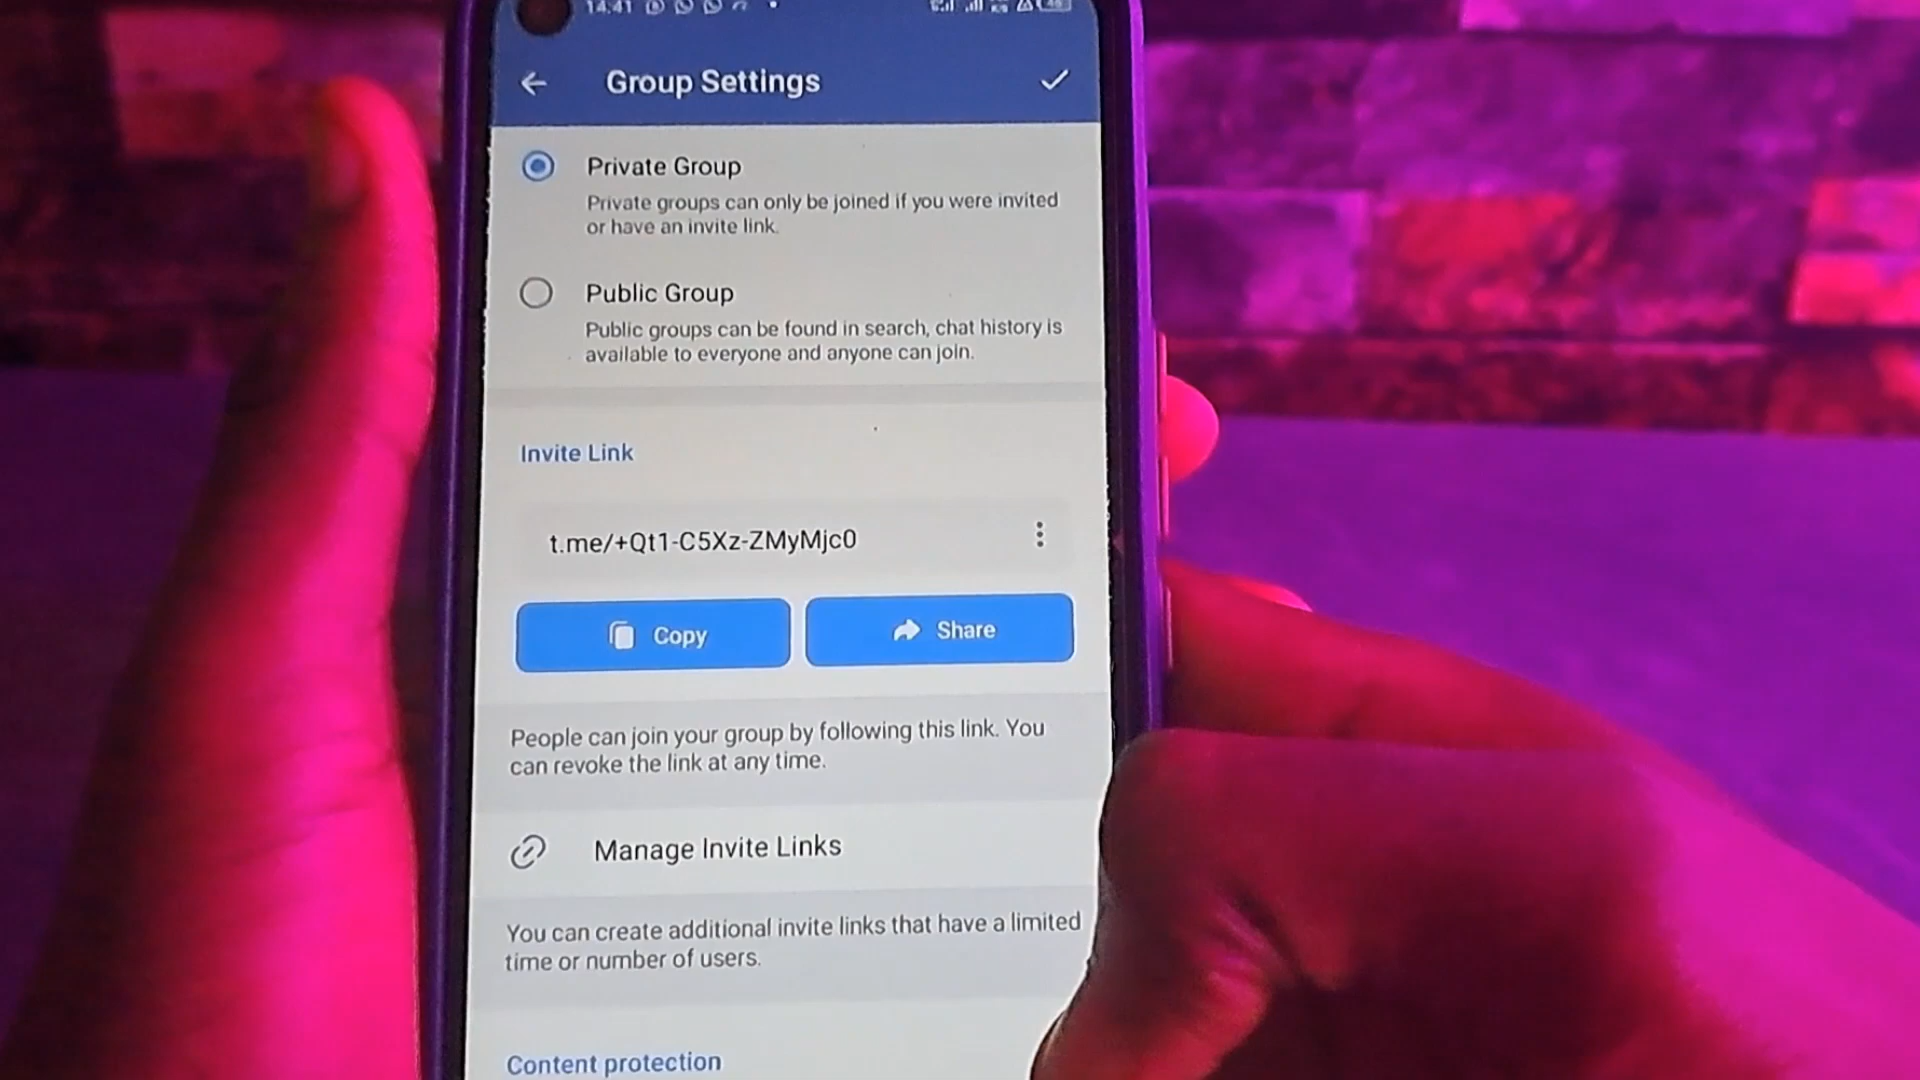 14:41
Group Settings
Private Group
Private groups can only be joined if you were invited
or have an invite link.
Public Group
Public groups can be found in search, chat history is
available to everyone and anyone can join.
Invite Link
t.me/+Qt1-C5Xz-ZMyMjc0
Copy
Share
People can join your group by following this link. You
can revoke the link at any time.
Manage Invite Links
You can create additional invite links that have a limited
time or number of users.
Content protection